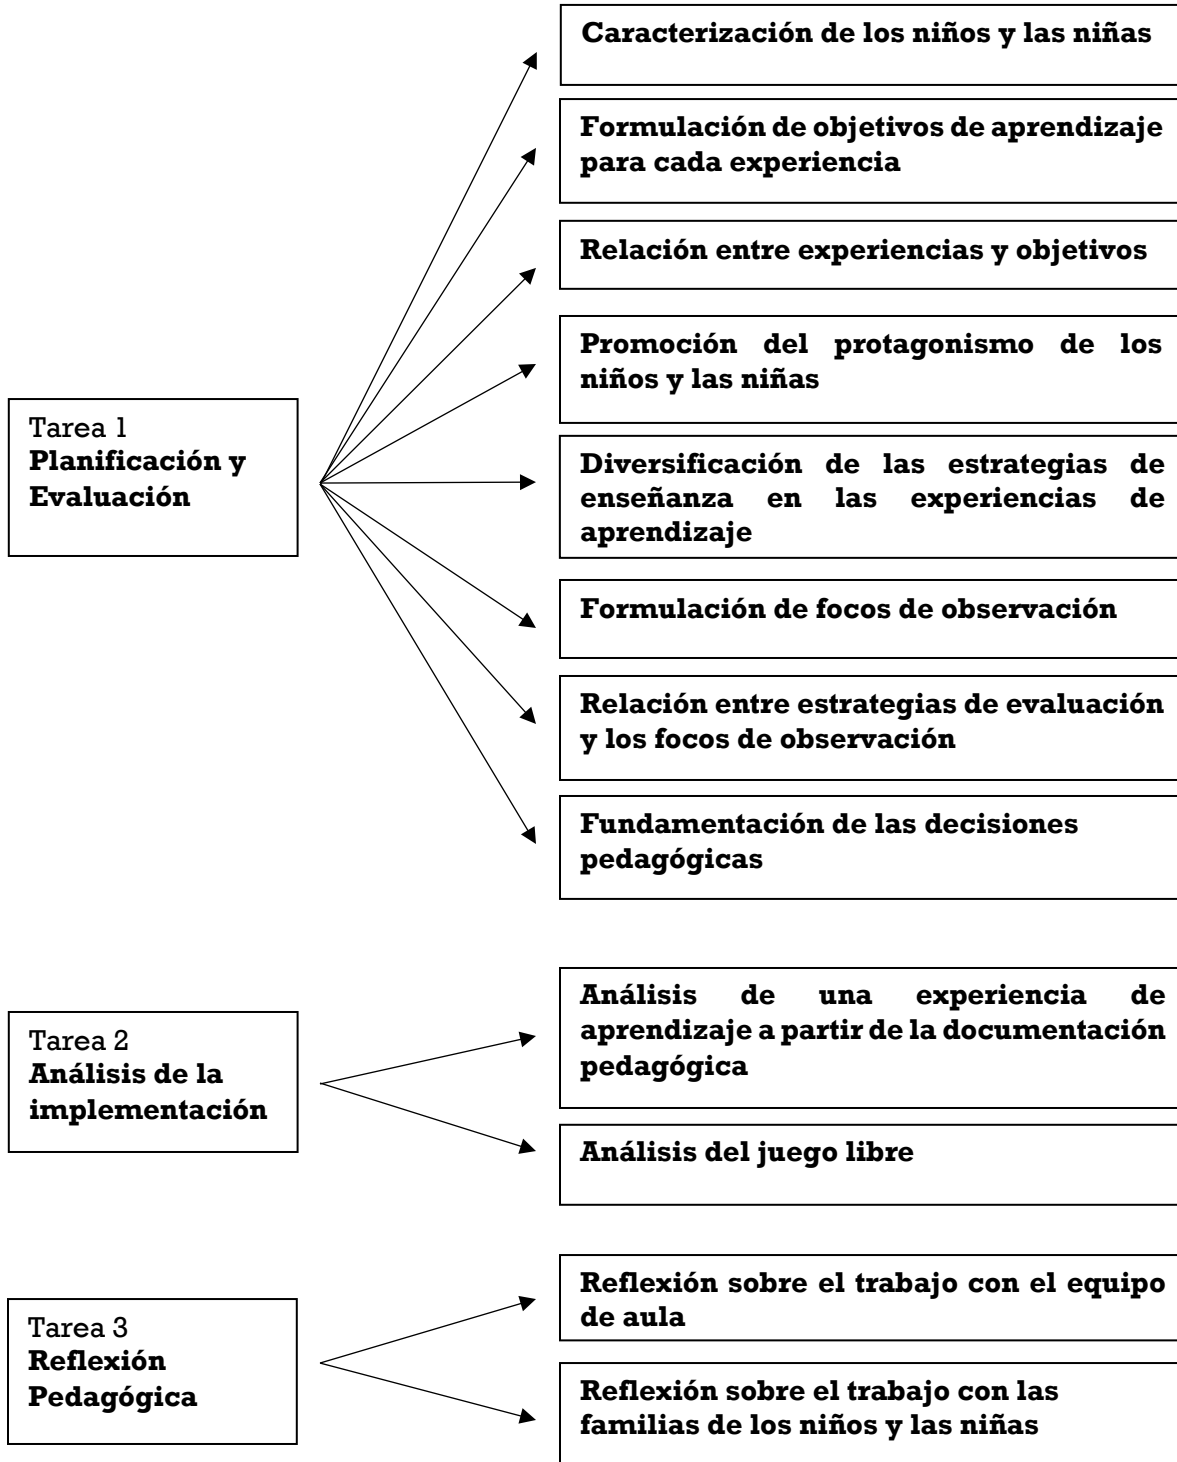 Tarea 1
Planificación y
Evaluación
Caracterización de los niños y las niñas
Formulación de objetivos de aprendizaje
para cada experiencia
Relación entre experiencias y objetivos
Promoción del protagonismo de los
niños y las niñas
Diversificación de las estrategias de
enseñanza en las experiencias de
aprendizaje
Formulación de focos de observación
Relación entre estrategias de evaluación
y los focos de observación
Fundamentación de las decisiones
pedagógicas
Tarea 2
Análisis de la
implementación
Análisis de una experiencia de
aprendizaje a partir de la documentación
pedagógica
Análisis del juego libre
Tarea 3
Reflexión
Pedagógica
Reflexión sobre el trabajo con el equipo
de aula
Reflexión sobre el trabajo con las
familias de los niños y las niñas